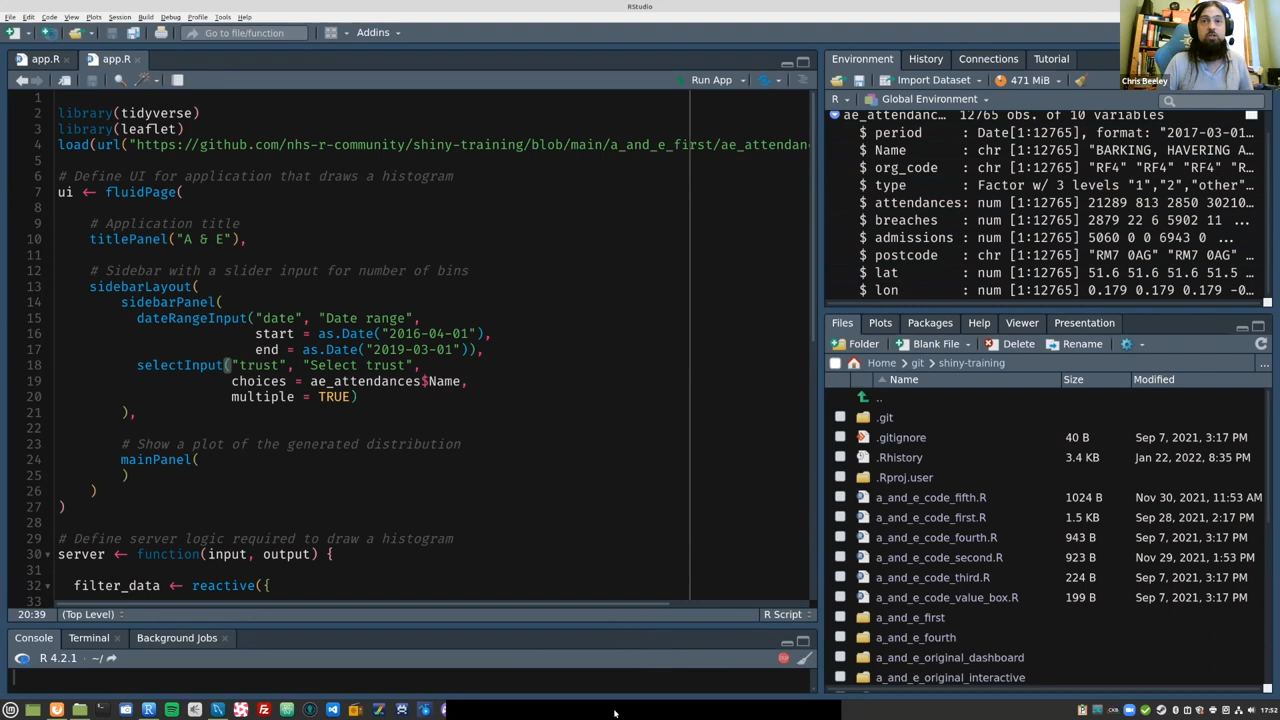 RStudio
File Edit Code View Plots Session Build Debug Profile Tools Help
Go to file/function
Addins
app.R
app.R
Run App
1
2 library(tidyverse)
3 library(leaflet)
4 load(url("https://github.com/nhs-r-community/shiny-training/blob/main/a_and_e_first/ae_attendan
5
6 # Define UI for application that draws a histogram
7 ui ← fluidPage(
8
9 # Application title
10 titlePanel("A & E"),
11
12 # Sidebar with a slider input for number of bins
13 sidebarLayout(
14 sidebarPanel(
15 dateRangeInput("date", "Date range",
16 start = as.Date("2016-04-01"),
17 end = as.Date("2019-03-01")),
18 selectInput("trust", "Select trust",
19 choices = ae_attendances$Name,
20 multiple = TRUE)
21 ),
22
23 # Show a plot of the generated distribution
24 mainPanel(
25 )
26 )
27 )
28
29 # Define server logic required to draw a histogram
30 server ← function(input, output) {
31
32 filter_data ← reactive({
33
20:39 (Top Level) R Script
Console Terminal Background Jobs
R 4.2.1 · ~/
Environment History Connections Tutorial
Import Dataset 471 MiB
R Global Environment
Chris Beeley
ae_attendanc… 12765 obs. of 10 variables
$ period : Date[1:12765], format: "2017-03-01…
$ Name : chr [1:12765] "BARKING, HAVERING A…
$ org_code : chr [1:12765] "RF4" "RF4" "RF4" "R…
$ type : Factor w/ 3 levels "1","2","other"…
$ attendances: num [1:12765] 21289 813 2850 30210…
$ breaches : num [1:12765] 2879 22 6 5902 11 ...
$ admissions : num [1:12765] 5060 0 0 6943 0 ...
$ postcode : chr [1:12765] "RM7 0AG" "RM7 0AG" …
$ lat : num [1:12765] 51.6 51.6 51.6 51.5 …
$ lon : num [1:12765] 0.179 0.179 0.179 -0…
Files Plots Packages Help Viewer Presentation
Folder Blank File Delete Rename
Home git shiny-training
Name Size Modified
..
.git
.gitignore 40 B Sep 7, 2021, 3:17 PM
.Rhistory 3.4 KB Jan 22, 2022, 8:35 PM
.Rproj.user
a_and_e_code_fifth.R 1024 B Nov 30, 2021, 11:53 AM
a_and_e_code_first.R 1.5 KB Sep 28, 2021, 2:17 PM
a_and_e_code_fourth.R 943 B Sep 7, 2021, 3:17 PM
a_and_e_code_second.R 923 B Nov 29, 2021, 1:53 PM
a_and_e_code_third.R 224 B Sep 7, 2021, 3:17 PM
a_and_e_code_value_box.R 199 B Sep 7, 2021, 3:17 PM
a_and_e_first
a_and_e_fourth
a_and_e_original_dashboard
a_and_e_original_interactive
17:52